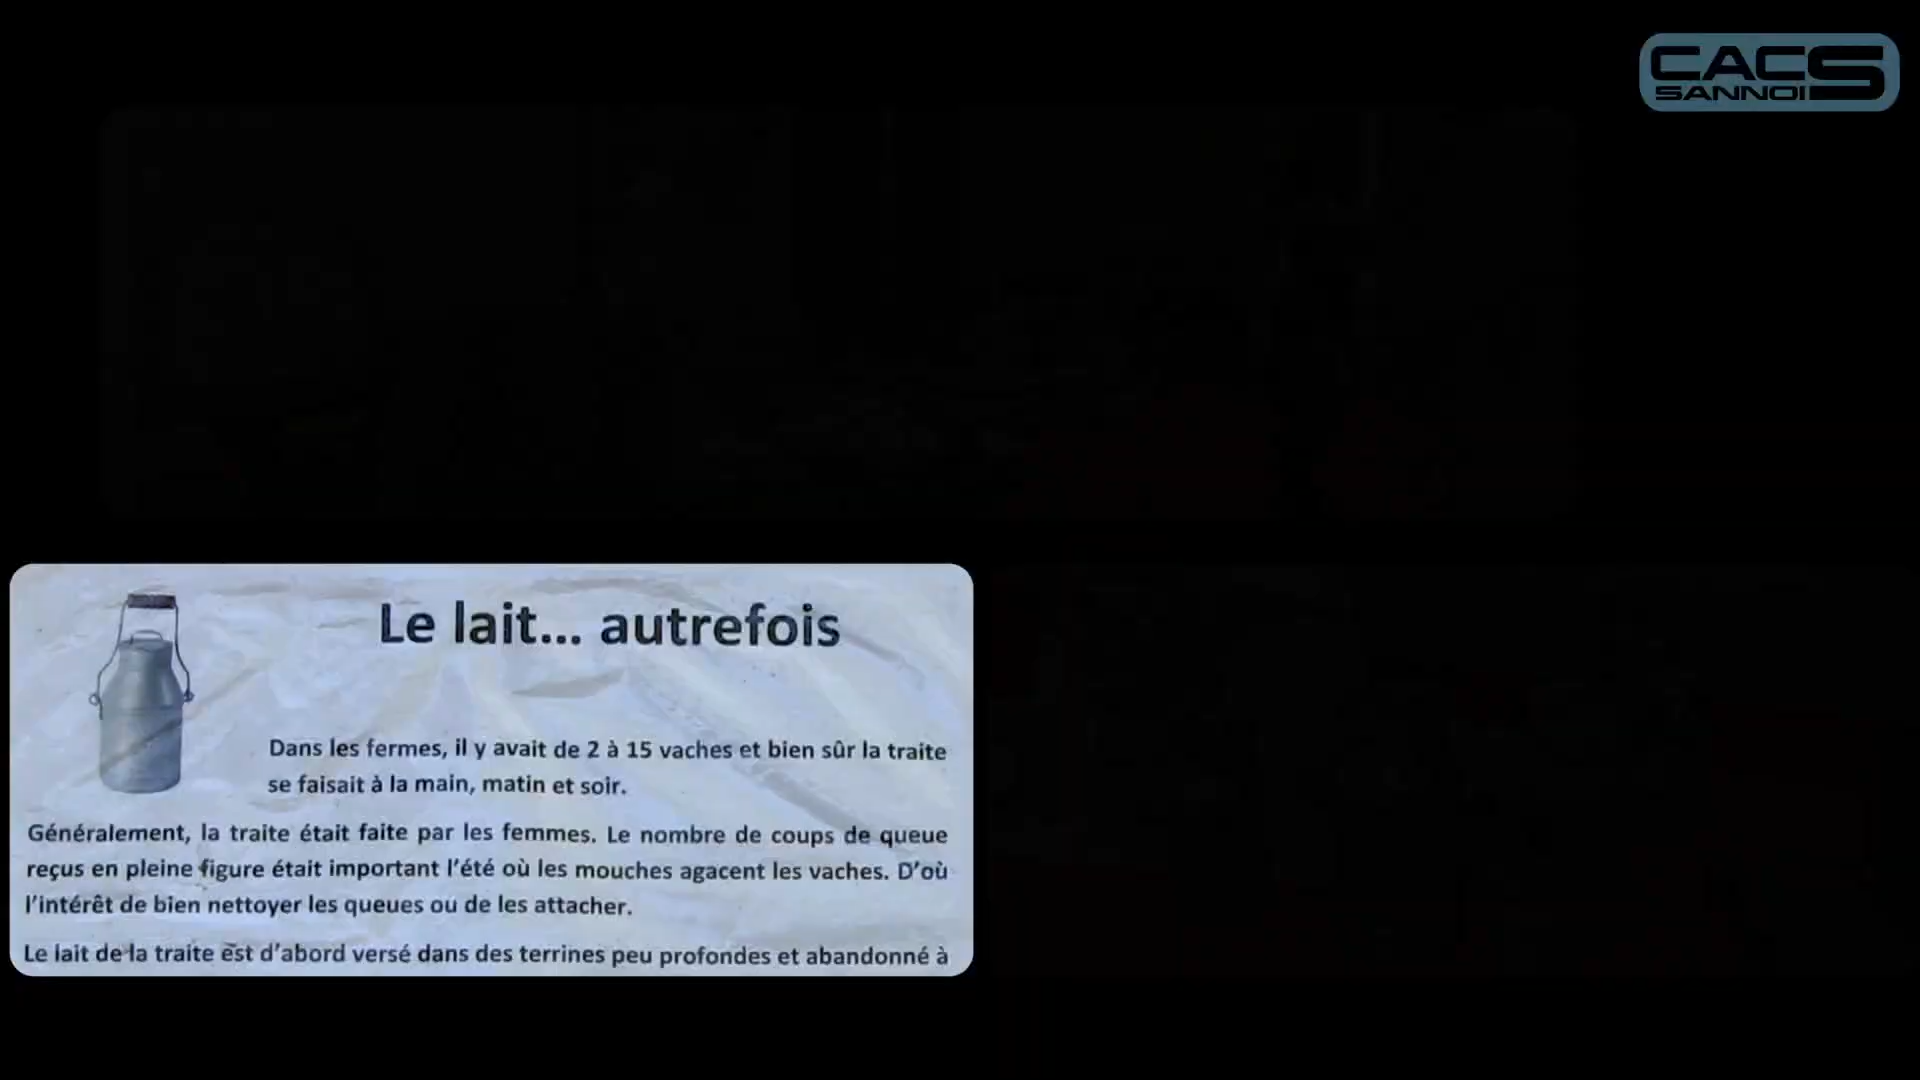 CACS
SANNOIS
Le lait... autrefois
Dans les fermes, il y avait de 2 à 15 vaches et bien sûr la traite
se faisait à la main, matin et soir.
Généralement, la traite était faite par les femmes. Le nombre de coups de queue
reçus en pleine figure était important l'été où les mouches agacent les vaches. D'où
l'intérêt de bien nettoyer les queues ou de les attacher.
Le lait de la traite est d'abord versé dans des terrines peu profondes et abandonné à